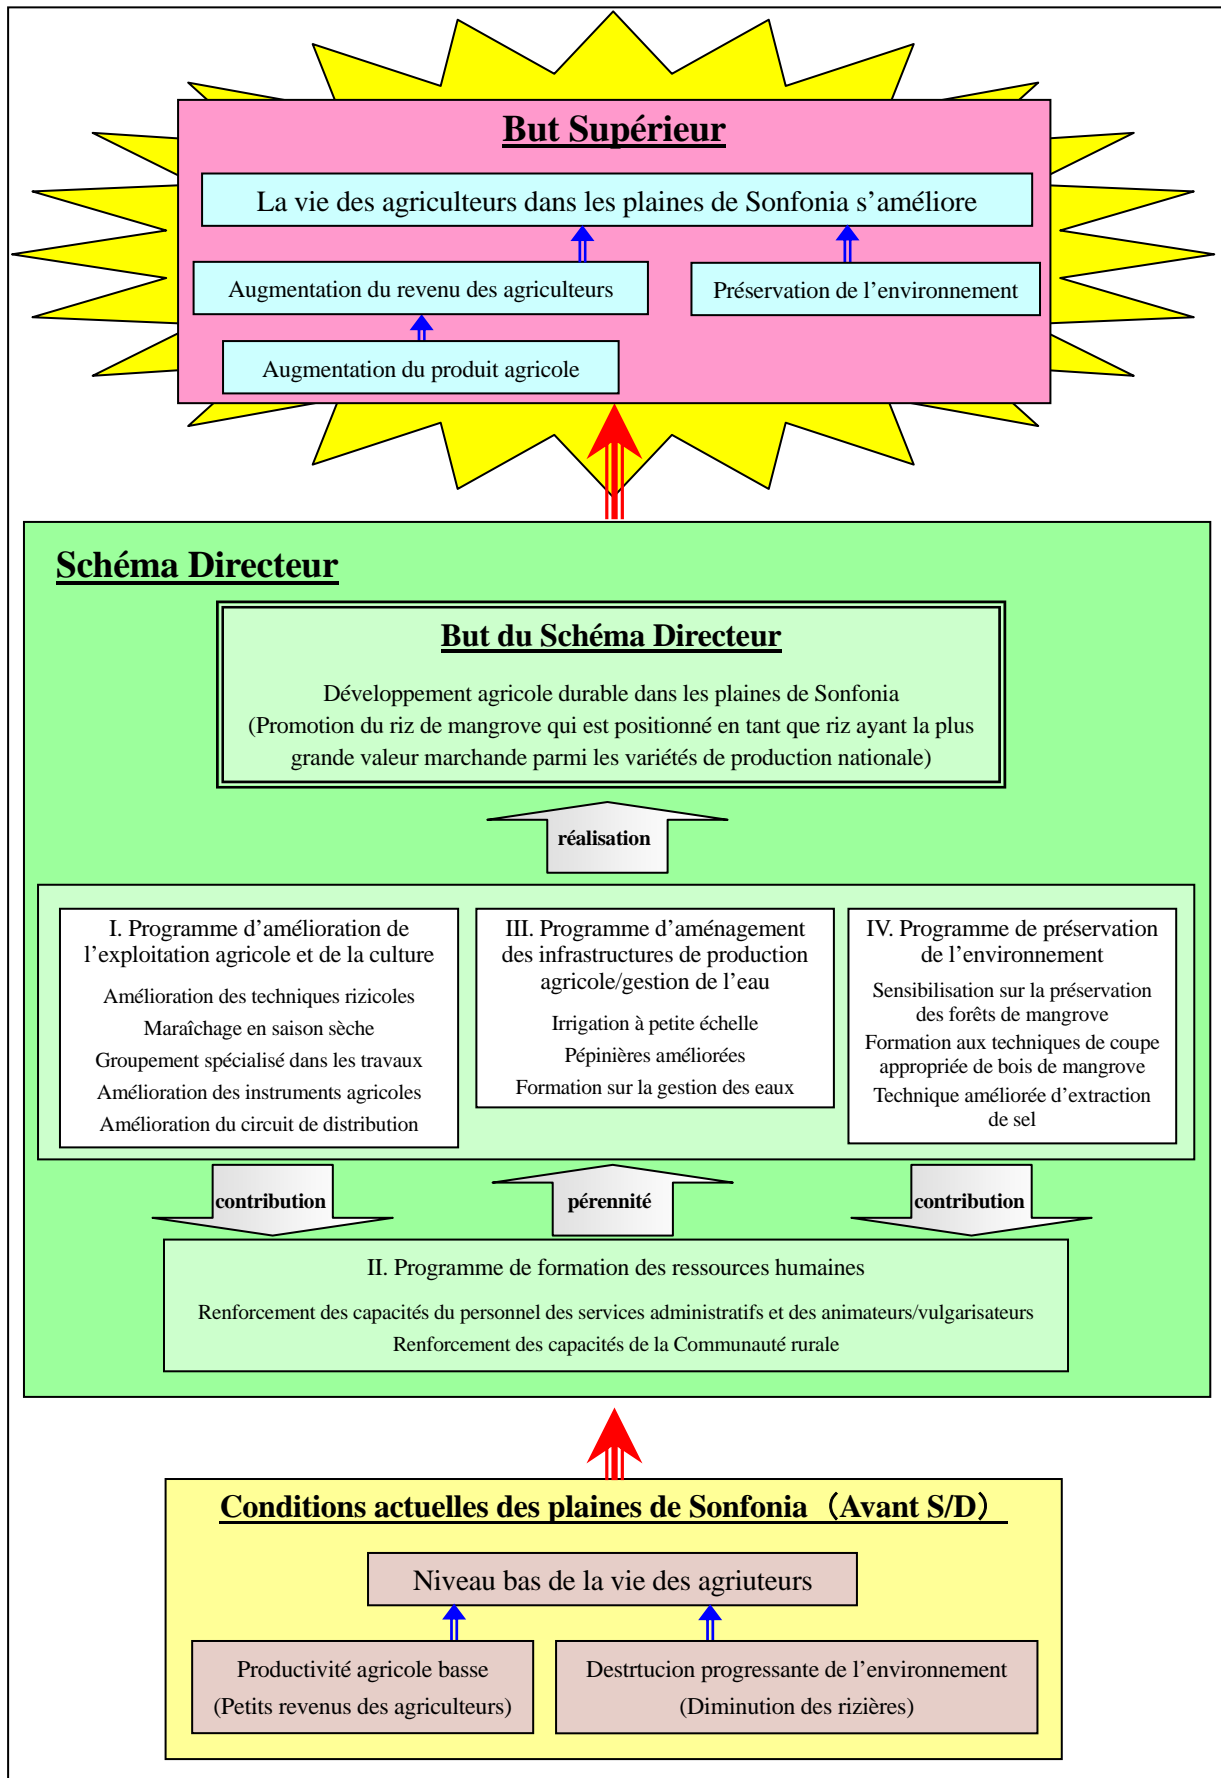 But Supérieur
La vie des agriculteurs dans les plaines de Sonfonia s’améliore
Augmentation du revenu des agriculteurs
Préservation de l’environnement
Augmentation du produit agricole
Schéma Directeur
But du Schéma Directeur
Développement agricole durable dans les plaines de Sonfonia
(Promotion du riz de mangrove qui est positionné en tant que riz ayant la plus
grande valeur marchande parmi les variétés de production nationale)
réalisation
I. Programme d’amélioration de
l’exploitation agricole et de la culture
Amélioration des techniques rizicoles
Maraîchage en saison sèche
Groupement spécialisé dans les travaux
Amélioration des instruments agricoles
Amélioration du circuit de distribution
III. Programme d’aménagement
des infrastructures de production
agricole/gestion de l’eau
Irrigation à petite échelle
Pépinières améliorées
Formation sur la gestion des eaux
IV. Programme de préservation
de l’environnement
Sensibilisation sur la préservation
des forêts de mangrove
Formation aux techniques de coupe
appropriée de bois de mangrove
Technique améliorée d’extraction
de sel
contribution
pérennité
contribution
II. Programme de formation des ressources humaines
Renforcement des capacités du personnel des services administratifs et des animateurs/vulgarisateurs
Renforcement des capacités de la Communauté rurale
Conditions actuelles des plaines de Sonfonia（Avant S/D）
Niveau bas de la vie des agriuteurs
Productivité agricole basse
(Petits revenus des agriculteurs)
Destrtucion progressante de l’environnement
(Diminution des rizières)